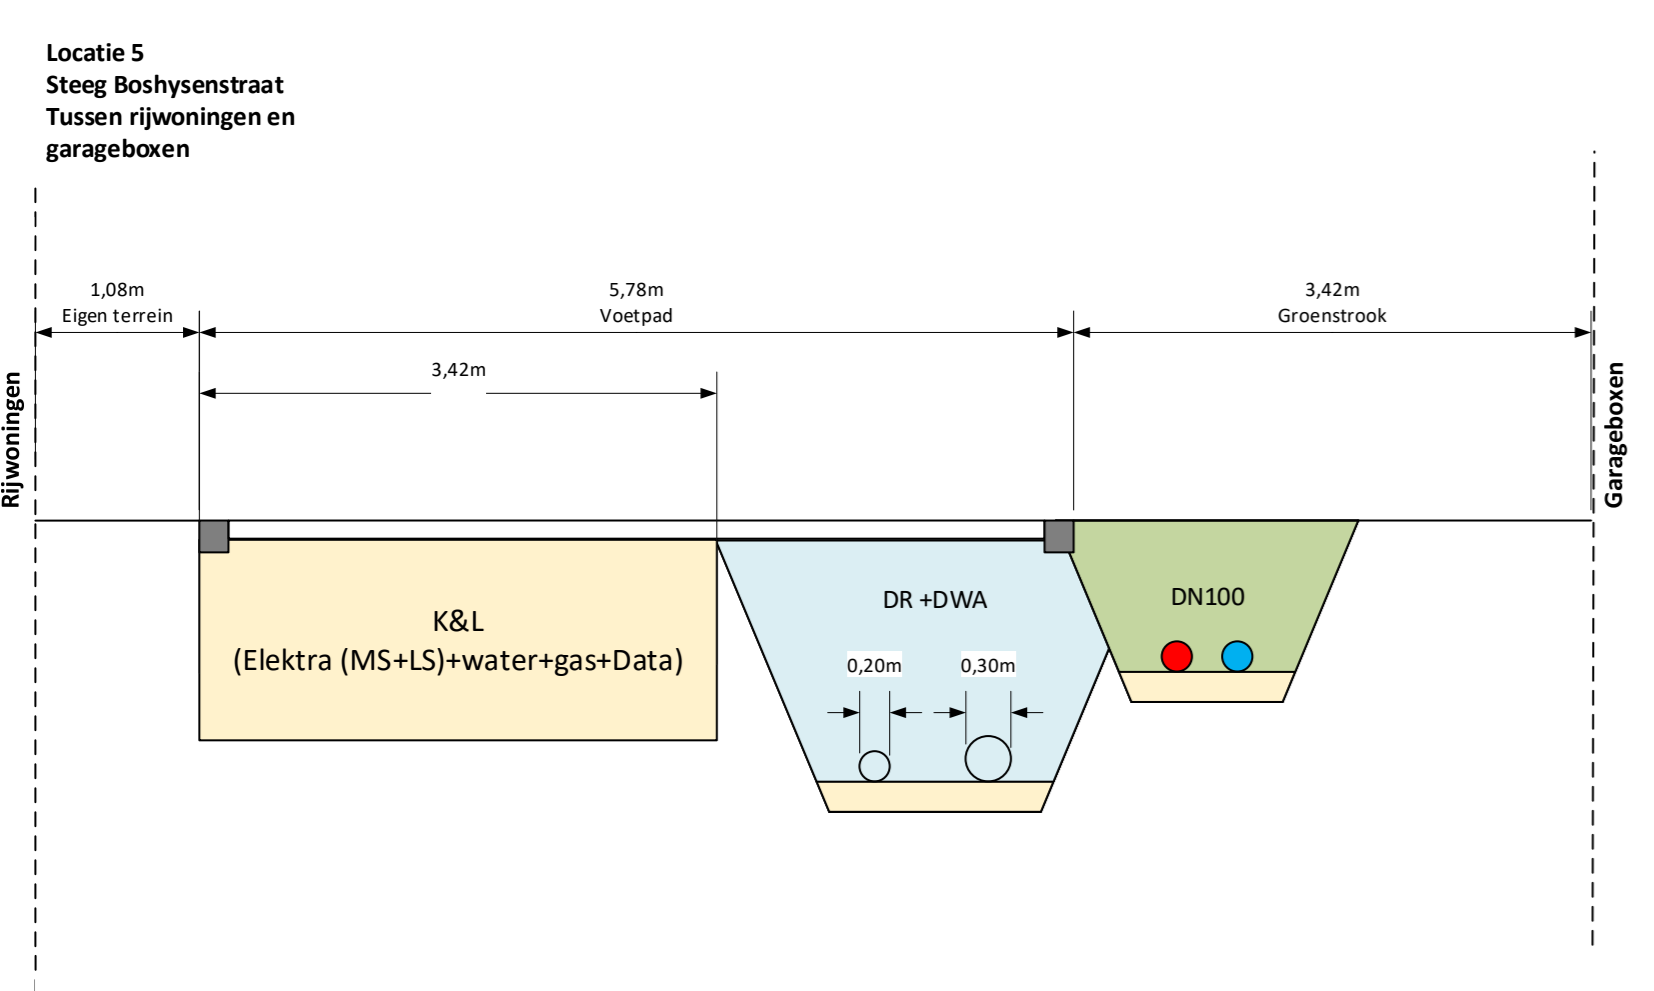 Locatie 5
Steeg Boshysenstraat
Tussen rijwoningen en
garageboxen
1,08m
Eigen terrein
5,78m
Voetpad
3,42m
Groenstrook
3,42m
Rijwoningen
Garageboxen
K&L
(Elektra (MS+LS)+water+gas+Data)
DR +DWA
0,20m
0,30m
DN100